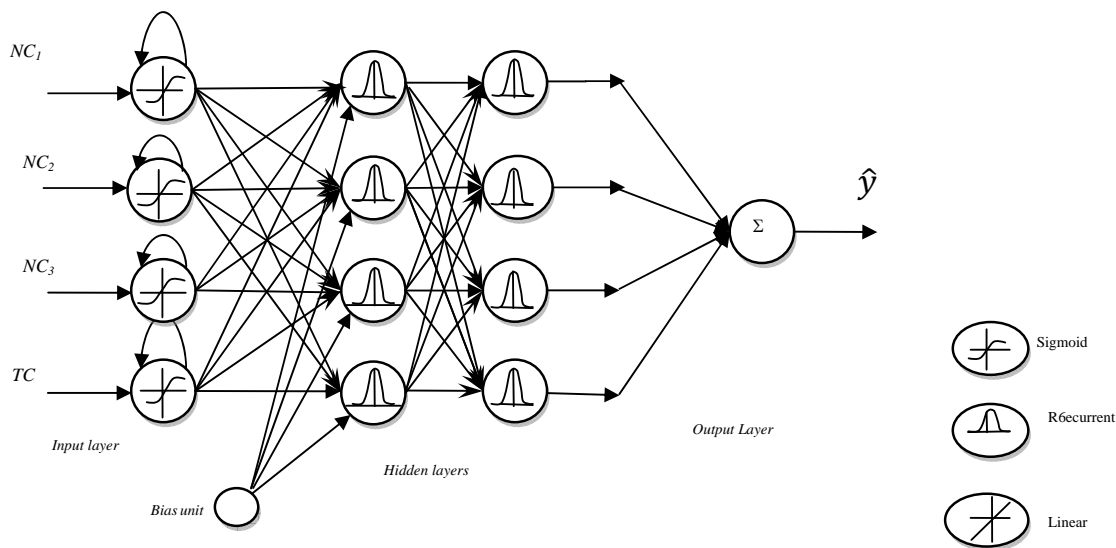 NC1
NC2
NC3
TC
Input layer
Bias unit
Hidden layers
Σ
Output Layer
ŷ
Sigmoid
R6ecurrent
Linear